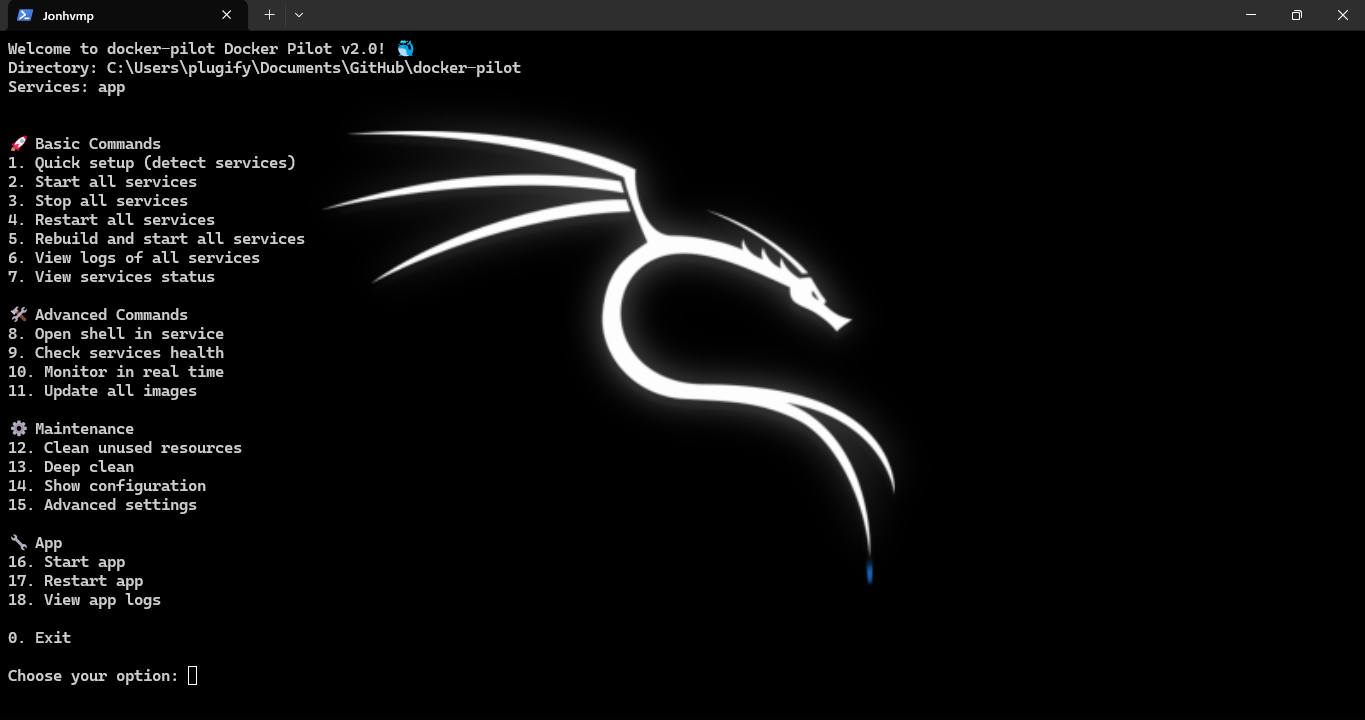 Jonhvmp
Welcome to docker-pilot Docker Pilot v2.0! 🐳
Directory: C:\Users\plugify\Documents\GitHub\docker-pilot
Services: app
🚀 Basic Commands
1. Quick setup (detect services)
2. Start all services
3. Stop all services
4. Restart all services
5. Rebuild and start all services
6. View logs of all services
7. View services status
🛠 Advanced Commands
8. Open shell in service
9. Check services health
10. Monitor in real time
11. Update all images
⚙ Maintenance
12. Clean unused resources
13. Deep clean
14. Show configuration
15. Advanced settings
🔧 App
16. Start app
17. Restart app
18. View app logs
0. Exit
Choose your option: